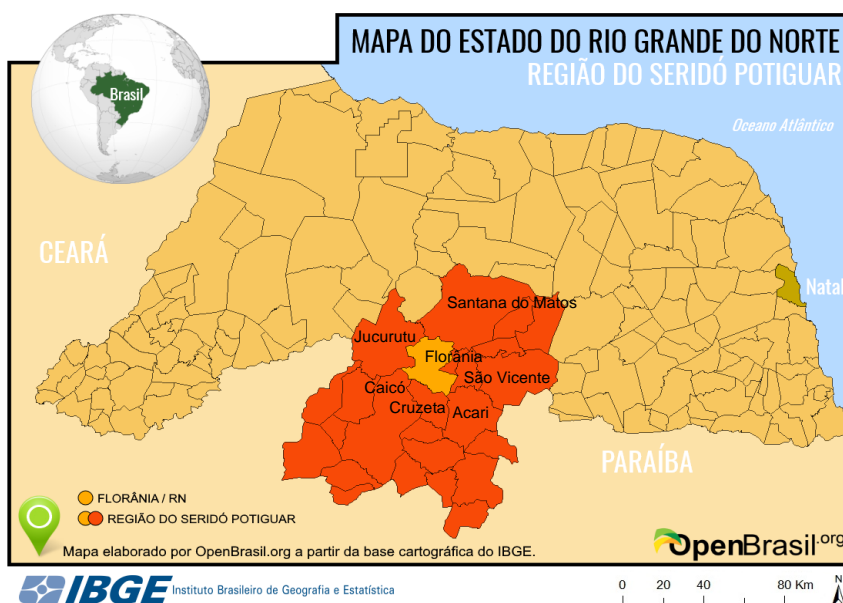 MAPA DO ESTADO DO RIO GRANDE DO NORTE
REGIÃO DO SERIDÓ POTIGUAR
Brasil
Oceano Atlântico
CEARÁ
Natal
Santana do Matos
Jucurutu
Florânia
São Vicente
Caicó
Cruzeta
Acari
PARAÍBA
FLORÂNIA / RN
REGIÃO DO SERIDÓ POTIGUAR
Mapa elaborado por OpenBrasil.org a partir da base cartográfica do IBGE.
OpenBrasil.org
IBGE Instituto Brasileiro de Geografia e Estatística
0 20 40 80 Km
N